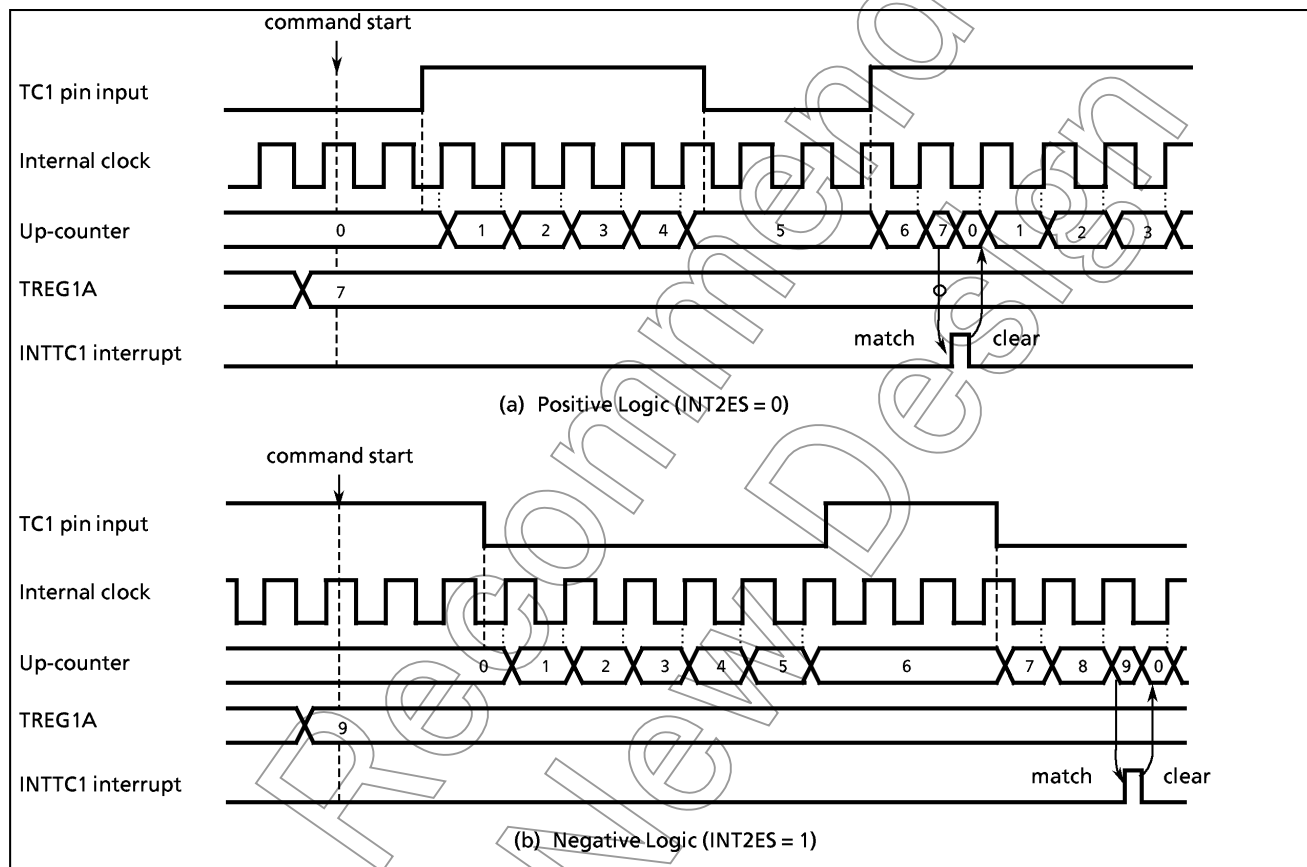 command start
TC1 pin input
Internal clock
Up-counter 0 1 2 3 4 5 6 7 0 1 2 3
TREG1A 7
match clear
INTTC1 interrupt
(a) Positive Logic (INT2ES = 0)
command start
TC1 pin input
Internal clock
Up-counter 0 1 2 3 4 5 6 7 8 9 0
TREG1A 9
match clear
INTTC1 interrupt
(b) Negative Logic (INT2ES = 1)
Recommend
New Design